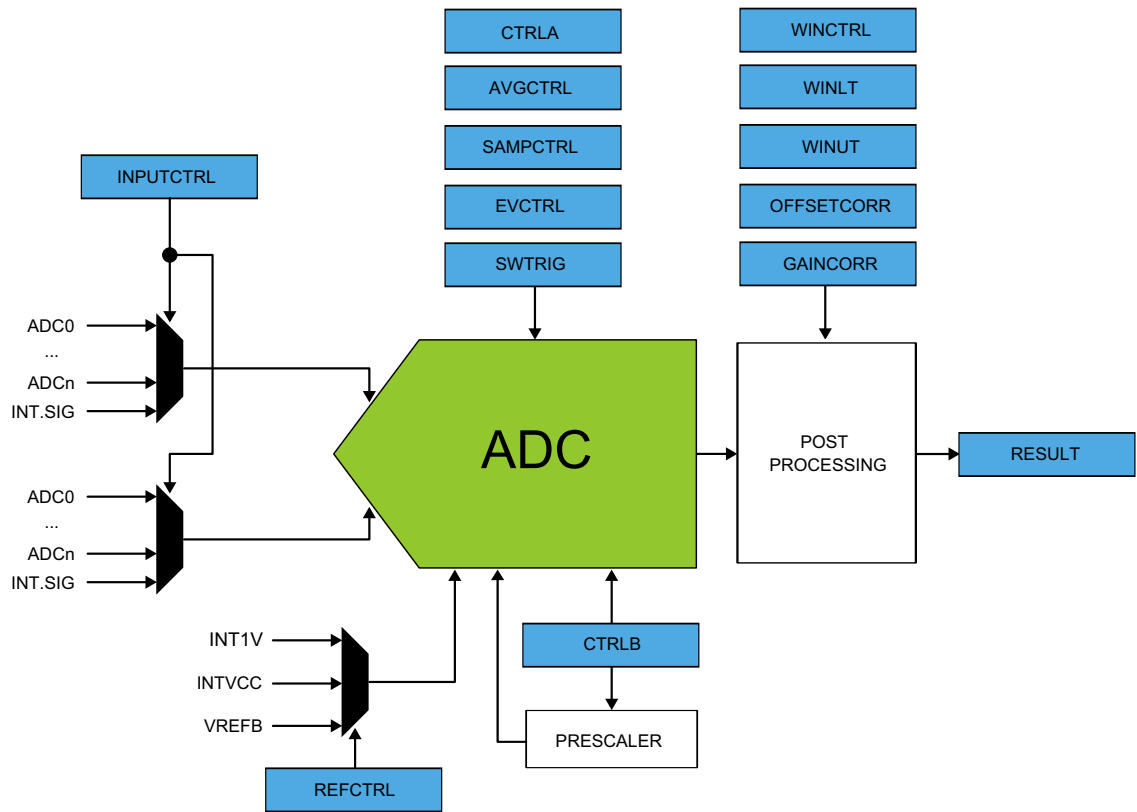 CTRLA
WINCTRL
AVGCTRL
WINLT
SAMPCTRL
WINUT
INPUTCTRL
EVCTRL
OFFSETCORR
SWTRIG
GAINCORR
ADC0
...
ADCn
INT.SIG
ADC
POST
PROCESSING
RESULT
ADC0
...
ADCn
INT.SIG
INT1V
CTRLB
INTVCC
VREFB
PRESCALER
REFCTRL